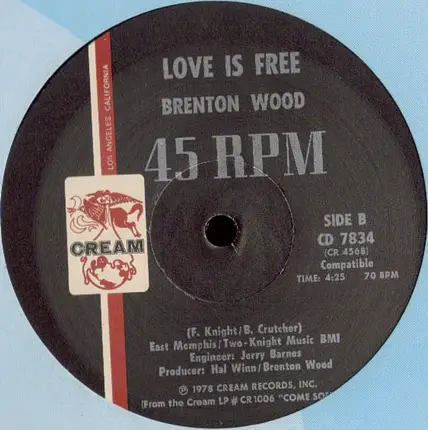 LOVE IS FREE
BRENTON WOOD
45 RPM
LOS ANGELES CALIFORNIA
CREAM
SIDE B
CD 7834
(CR 4568)
Compatible
TIME: 4:25 70 BPM
(F. Knight/B. Crutcher)
East Memphis/Two-Knight Music BMI
Engineer: Jerry Barnes
Producer: Hal Winn/Brenton Wood
℗ 1978 CREAM RECORDS, INC.
(From the Cream LP # CR1006 "COME